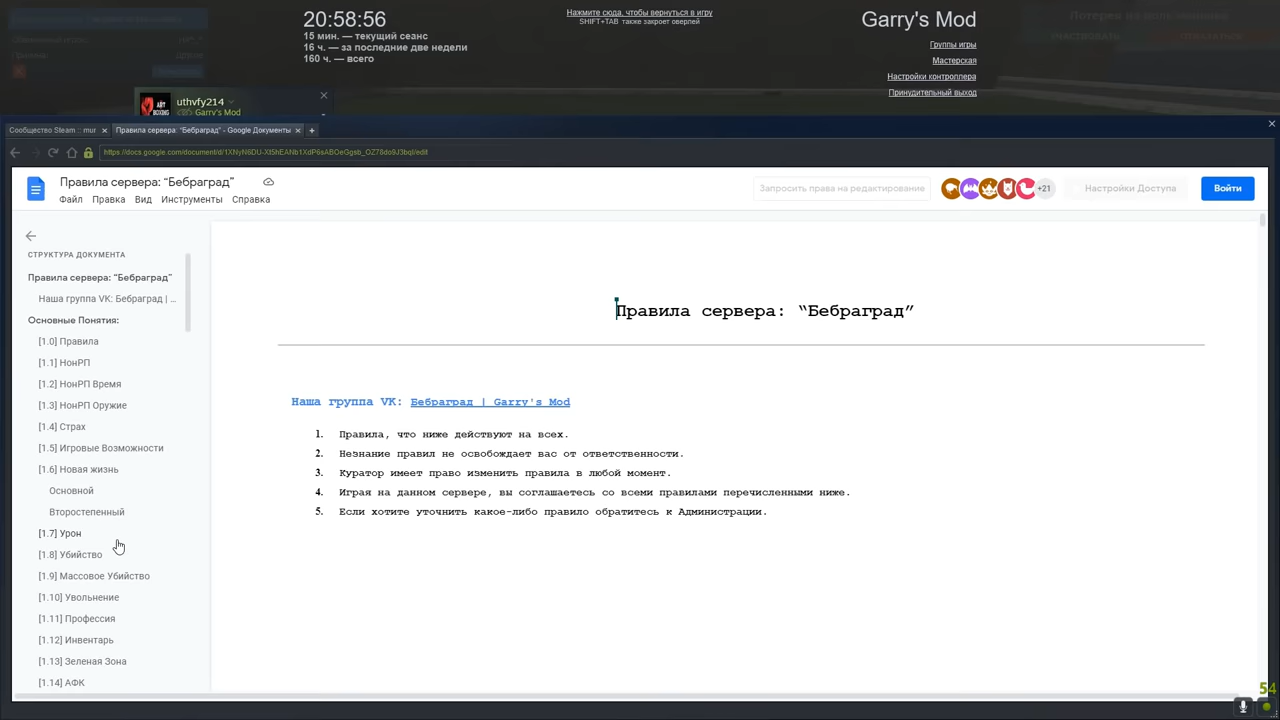 20:58:56
15 мин. — текущий сеанс
16 ч. — за последние две недели
160 ч. — всего
Нажмите сюда, чтобы вернуться в игру
SHIFT+TAB также закроет оверлей
Garry's Mod
Группы игры
Мастерская
Настройки контроллера
Принудительный выход
uthvfy214
Garry's Mod
Сообщество Steam :: mur
Правила сервера: “Бебраград” - Google Документы
Правила сервера: “Бебраград”
Файл Правка Вид Инструменты Справка
Запросить права на редактирование
+21
Настройки Доступа
Войти
СТРУКТУРА ДОКУМЕНТА
Правила сервера: “Бебраград”
Наша группа VK: Бебраград | ...
Основные Понятия:
[1.0] Правила
[1.1] НонРП
[1.2] НонРП Время
[1.3] НонРП Оружие
[1.4] Страх
[1.5] Игровые Возможности
[1.6] Новая жизнь
Основной
Второстепенный
[1.7] Урон
[1.8] Убийство
[1.9] Массовое Убийство
[1.10] Увольнение
[1.11] Профессия
[1.12] Инвентарь
[1.13] Зеленая Зона
[1.14] АФК
Правила сервера: “Бебраград”
Наша группа VK: Бебраград | Garry's Mod
1. Правила, что ниже действуют на всех.
2. Незнание правил не освобождает вас от ответственности.
3. Куратор имеет право изменить правила в любой момент.
4. Играя на данном сервере, вы соглашаетесь со всеми правилами перечисленными ниже.
5. Если хотите уточнить какое-либо правило обратитесь к Администрации.
54